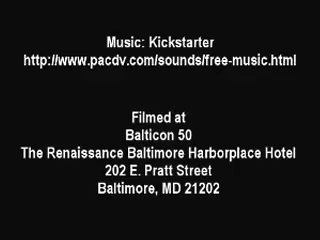 Music: Kickstarter
http://www.pacdv.com/sounds/free-music.html
Filmed at
Balticon 50
The Renaissance Baltimore Harborplace Hotel
202 E. Pratt Street
Baltimore, MD 21202